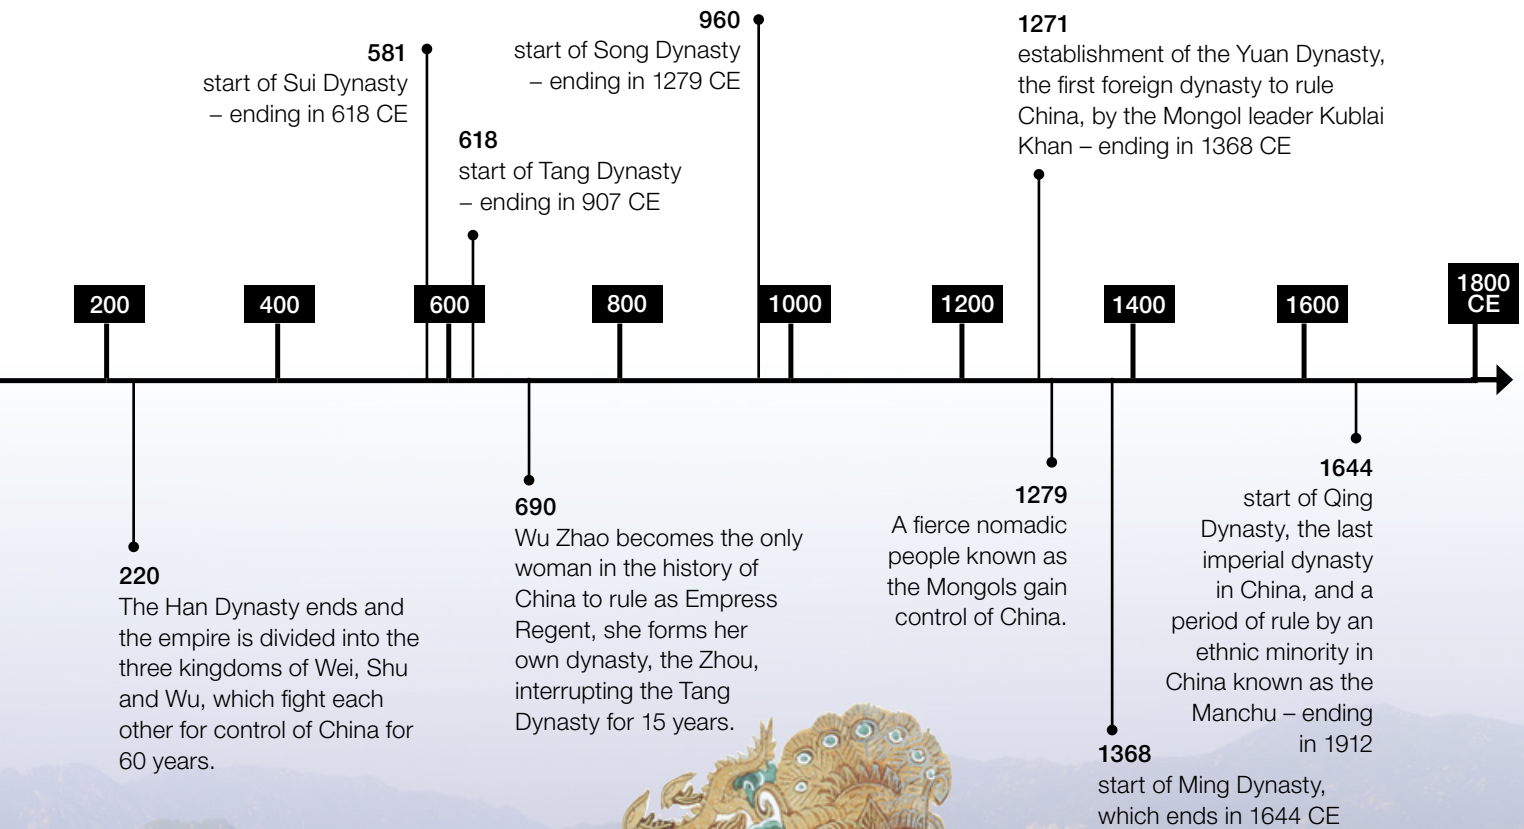 581
start of Sui Dynasty
– ending in 618 CE
618
start of Tang Dynasty
– ending in 907 CE
960
start of Song Dynasty
– ending in 1279 CE
1271
establishment of the Yuan Dynasty,
the first foreign dynasty to rule
China, by the Mongol leader Kublai
Khan – ending in 1368 CE
200
400
600
800
1000
1200
1400
1600
1800
CE
220
The Han Dynasty ends and
the empire is divided into the
three kingdoms of Wei, Shu
and Wu, which fight each
other for control of China for
60 years.
690
Wu Zhao becomes the only
woman in the history of
China to rule as Empress
Regent, she forms her
own dynasty, the Zhou,
interrupting the Tang
Dynasty for 15 years.
1279
A fierce nomadic
people known as
the Mongols gain
control of China.
1368
start of Ming Dynasty,
which ends in 1644 CE
1644
start of Qing
Dynasty, the last
imperial dynasty
in China, and a
period of rule by an
ethnic minority in
China known as the
Manchu – ending
in 1912